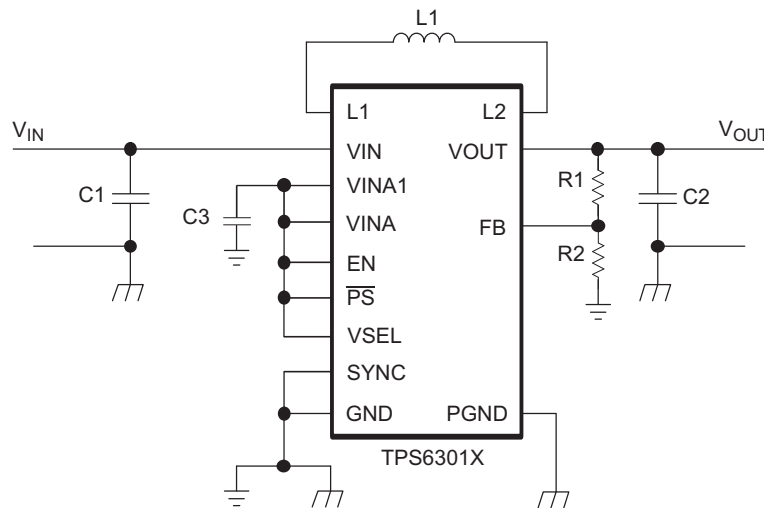 L1
L1 L2
VIN VOUT
VIN VOUT
VINA1
VINA
EN
PS
VSEL
SYNC
GND
FB
PGND
C1
C3
R1
R2
C2
TPS6301X